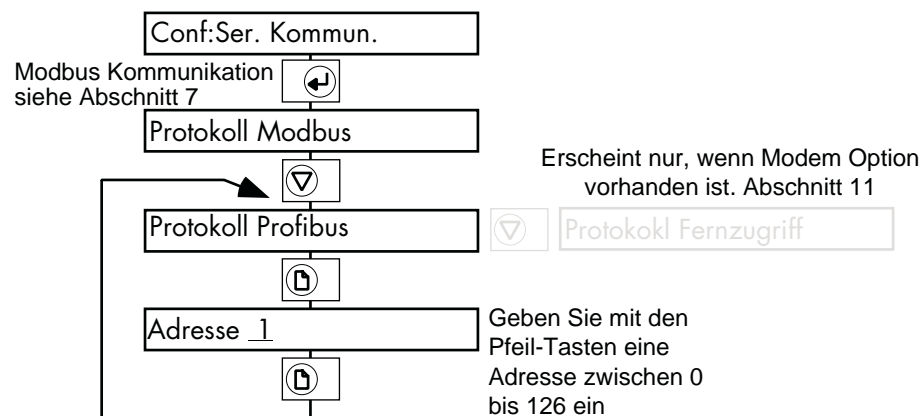 Conf:Ser. Kommun.
Modbus Kommunikation
siehe Abschnitt 7
Protokoll Modbus
Erscheint nur, wenn Modem Option
vorhanden ist. Abschnitt 11
Protokoll Profibus
Protokokl Fernzugriff
Adresse 1
Geben Sie mit den
Pfeil-Tasten eine
Adresse zwischen 0
bis 126 ein